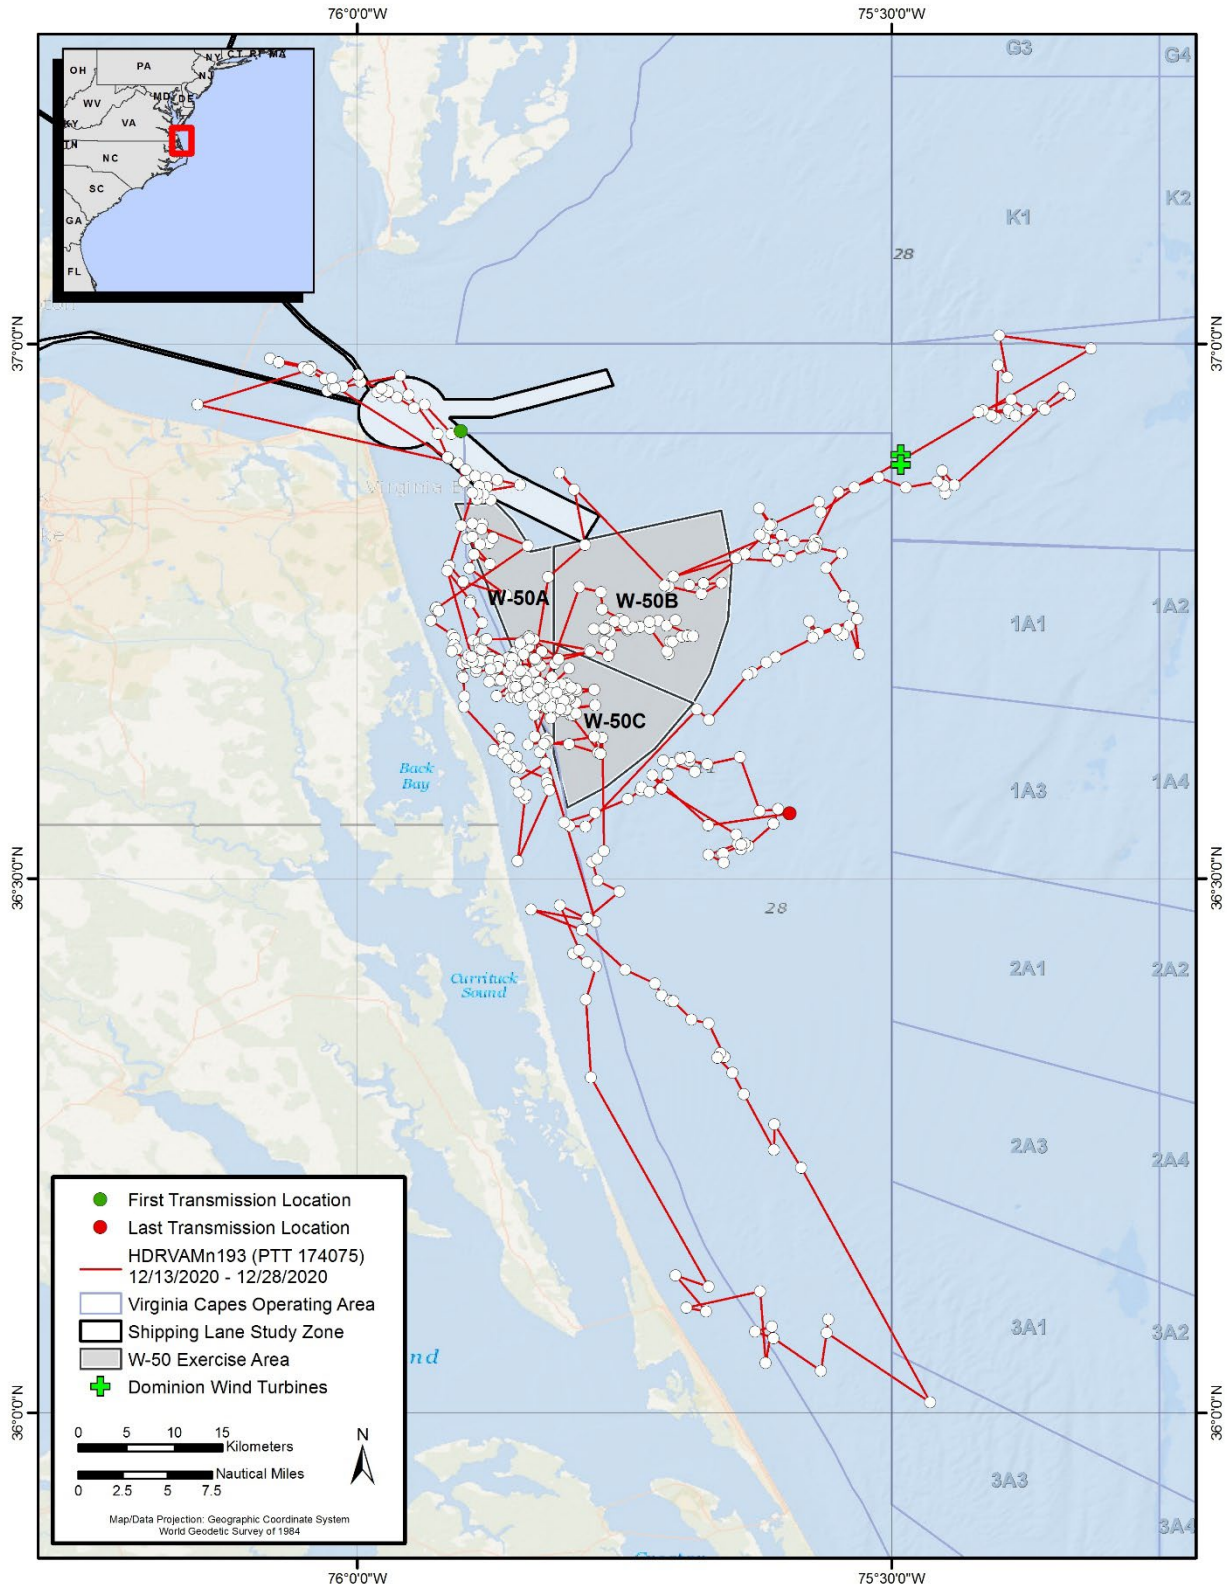 76°0'0"W
75°30'0"W
G3
G4
NY
CT
RI
MA
OH
PA
NJ
MD
DE
WV
VA
KY
TN
NC
SC
GA
FL
K2
K1
28
37°0'0"N
37°0'0"N
Virginia B
W-50A
W-50B
1A2
1A1
W-50C
Back
Bay
1A4
1A3
36°30'0"N
36°30'0"N
28
2A1
2A2
Currituck
Sound
2A3
2A4
First Transmission Location
Last Transmission Location
HDRVAMn193 (PTT 174075)
12/13/2020 - 12/28/2020
Virginia Capes Operating Area
Shipping Lane Study Zone
W-50 Exercise Area
Dominion Wind Turbines
nd
3A1
3A2
36°0'0"N
36°0'0"N
0 5 10 15
Kilometers
Nautical Miles
0 2.5 5 7.5
N
Map/Data Projection: Geographic Coordinate System
World Geodetic Survey of 1984
3A3
3A4
76°0'0"W
75°30'0"W